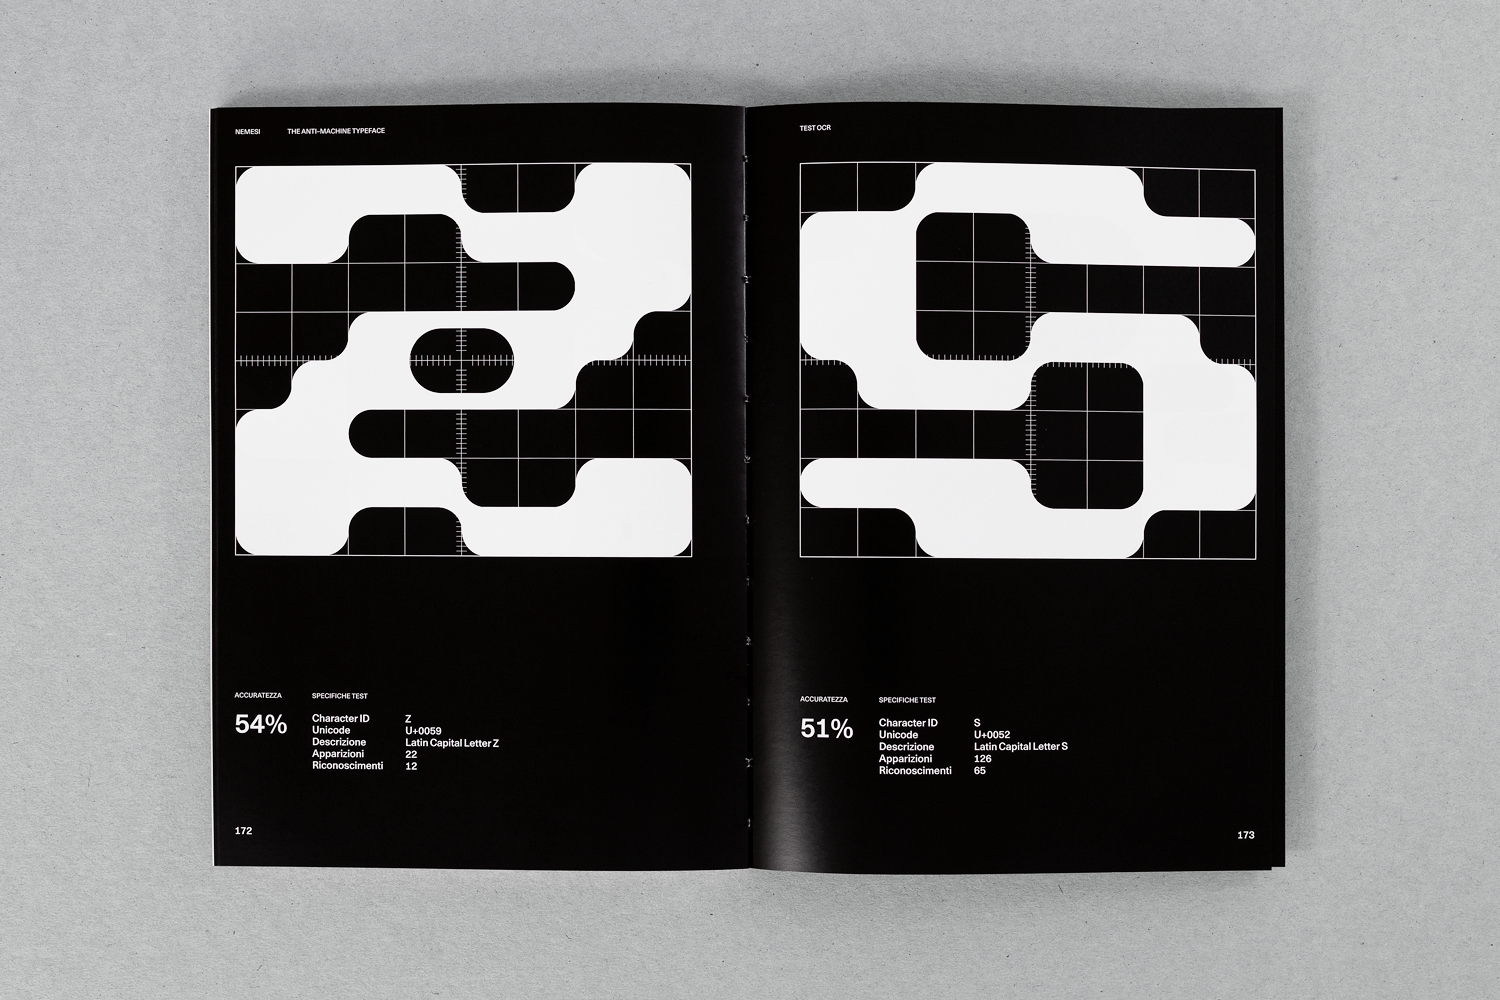 NEMESI THE ANTI-MACHINE TYPEFACE
Z
ACCURATEZZA SPECIFICHE TEST
54%
Character ID Z
Unicode U+0059
Descrizione Latin Capital Letter Z
Apparizioni 22
Riconoscimenti 12
172
TEST OCR
S
ACCURATEZZA SPECIFICHE TEST
51%
Character ID S
Unicode U+0052
Descrizione Latin Capital Letter S
Apparizioni 126
Riconoscimenti 65
173